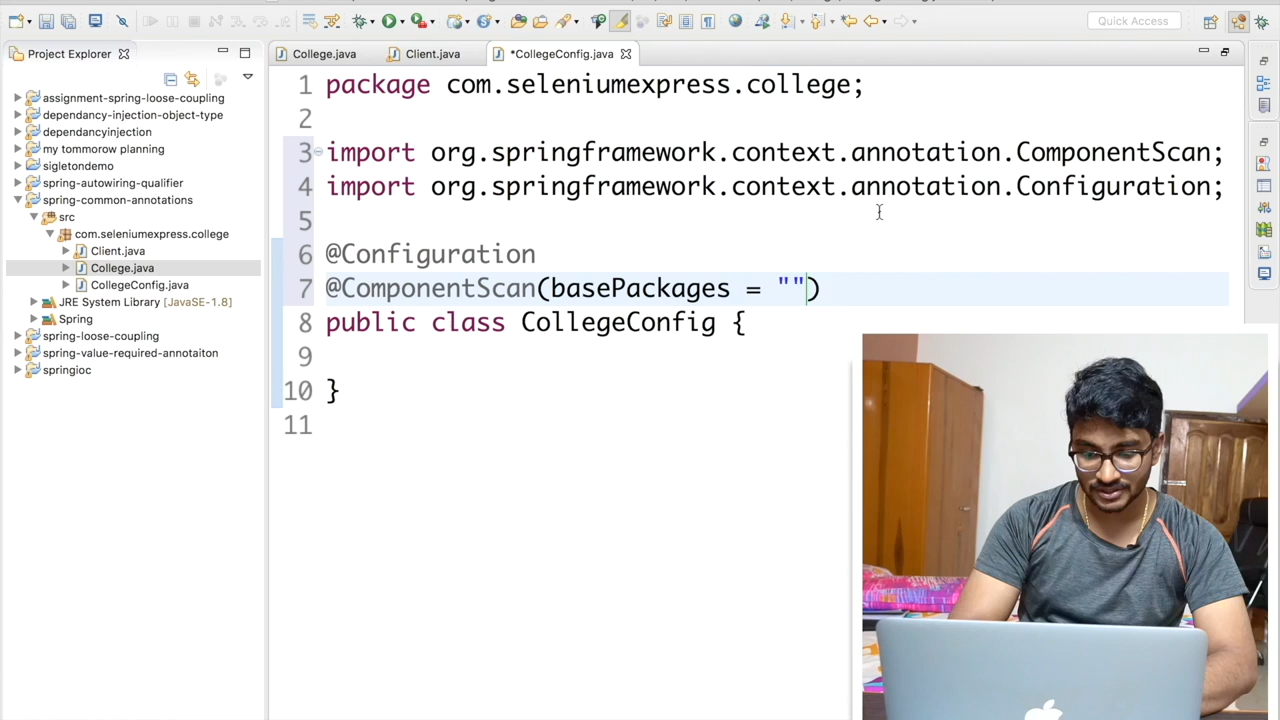 Quick Access
Project Explorer
College.java
Client.java
*CollegeConfig.java
assignment-spring-loose-coupling
dependancy-injection-object-type
dependancyinjection
my tommorow planning
sigletondemo
spring-autowiring-qualifier
spring-common-annotations
src
com.seleniumexpress.college
Client.java
College.java
CollegeConfig.java
JRE System Library [JavaSE-1.8]
Spring
spring-loose-coupling
spring-value-required-annotaiton
springioc
1 package com.seleniumexpress.college;
2
3 import org.springframework.context.annotation.ComponentScan;
4 import org.springframework.context.annotation.Configuration;
5
6 @Configuration
7 @ComponentScan(basePackages = "")
8 public class CollegeConfig {
9
10 }
11